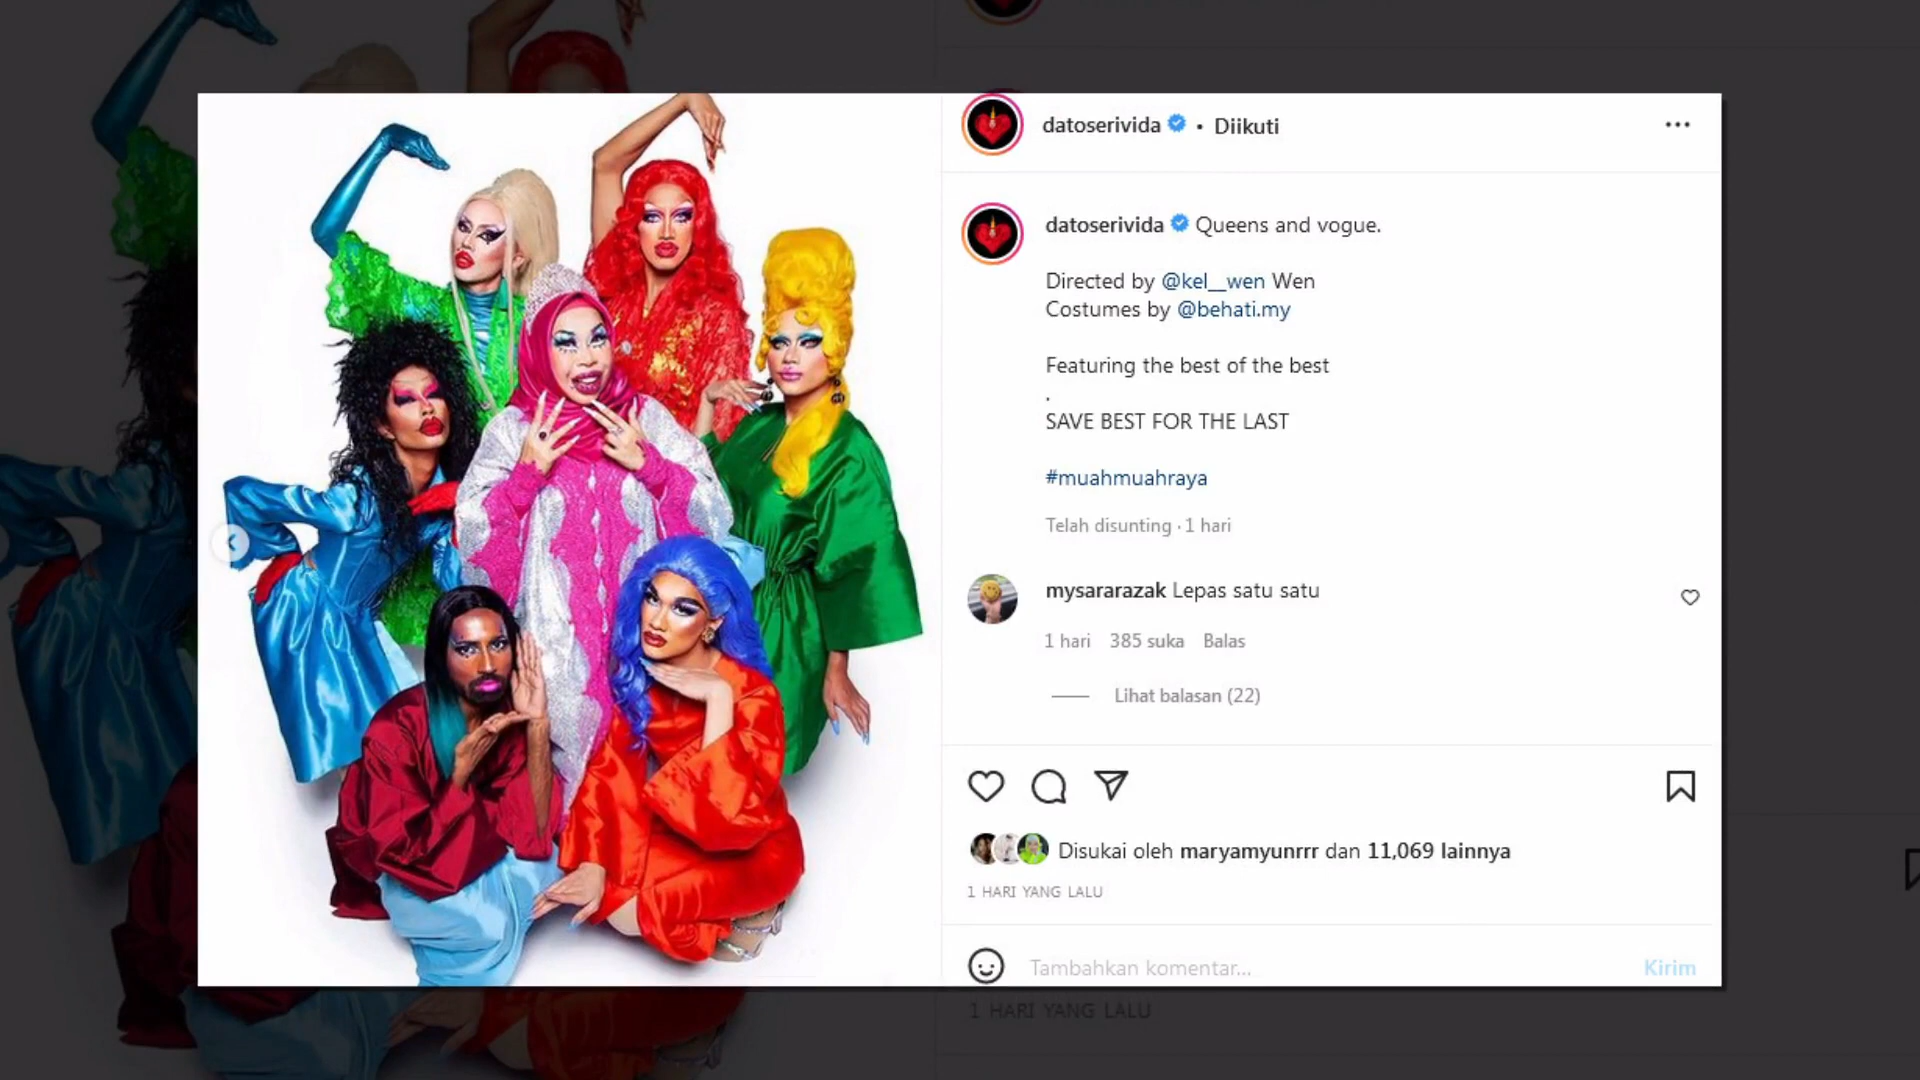 datoserivida • Diikuti
datoserivida Queens and vogue.
Directed by @kel__wen Wen
Costumes by @behati.my
Featuring the best of the best
.
SAVE BEST FOR THE LAST
#muahmuahraya
Telah disunting · 1 hari
mysararazak Lepas satu satu
1 hari 385 suka Balas
Lihat balasan (22)
Disukai oleh maryamyunrrr dan 11,069 lainnya
1 HARI YANG LALU
Tambahkan komentar... Kirim
1 HARI YANG LALU